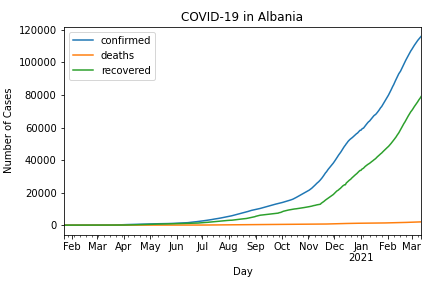 COVID-19 in Albania
confirmed
deaths
recovered
Number of Cases
120000
100000
80000
60000
40000
20000
0
Feb Mar Apr May Jun Jul Aug Sep Oct Nov Dec Jan Feb Mar
2021
Day